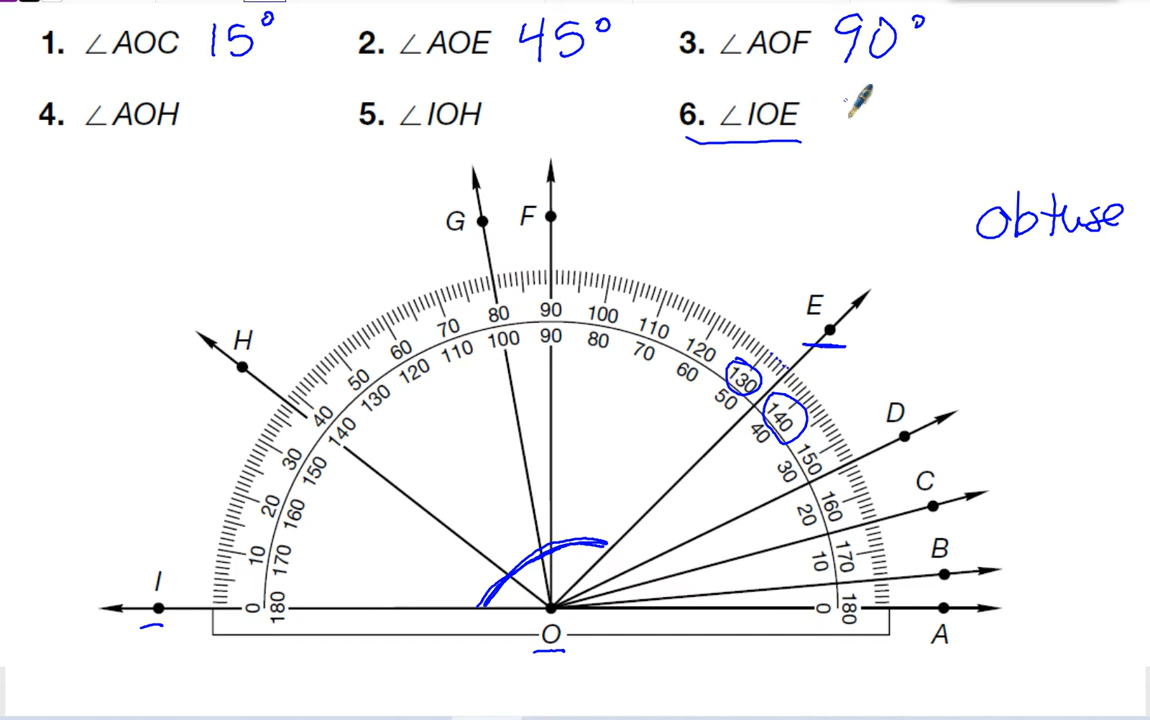 1. ∠AOC 15° 2. ∠AOE 45° 3. ∠AOF 90°
4. ∠AOH 5. ∠IOH 6. ∠IOE
obtuse
G F
E
H
D
C
B
I
O
A
0 10 20 30 40 50 60 70 80 90 100 110 120 130 140 150 160 170 180
180 170 160 150 140 130 120 110 100 90 80 70 60 50 40 30 20 10 0